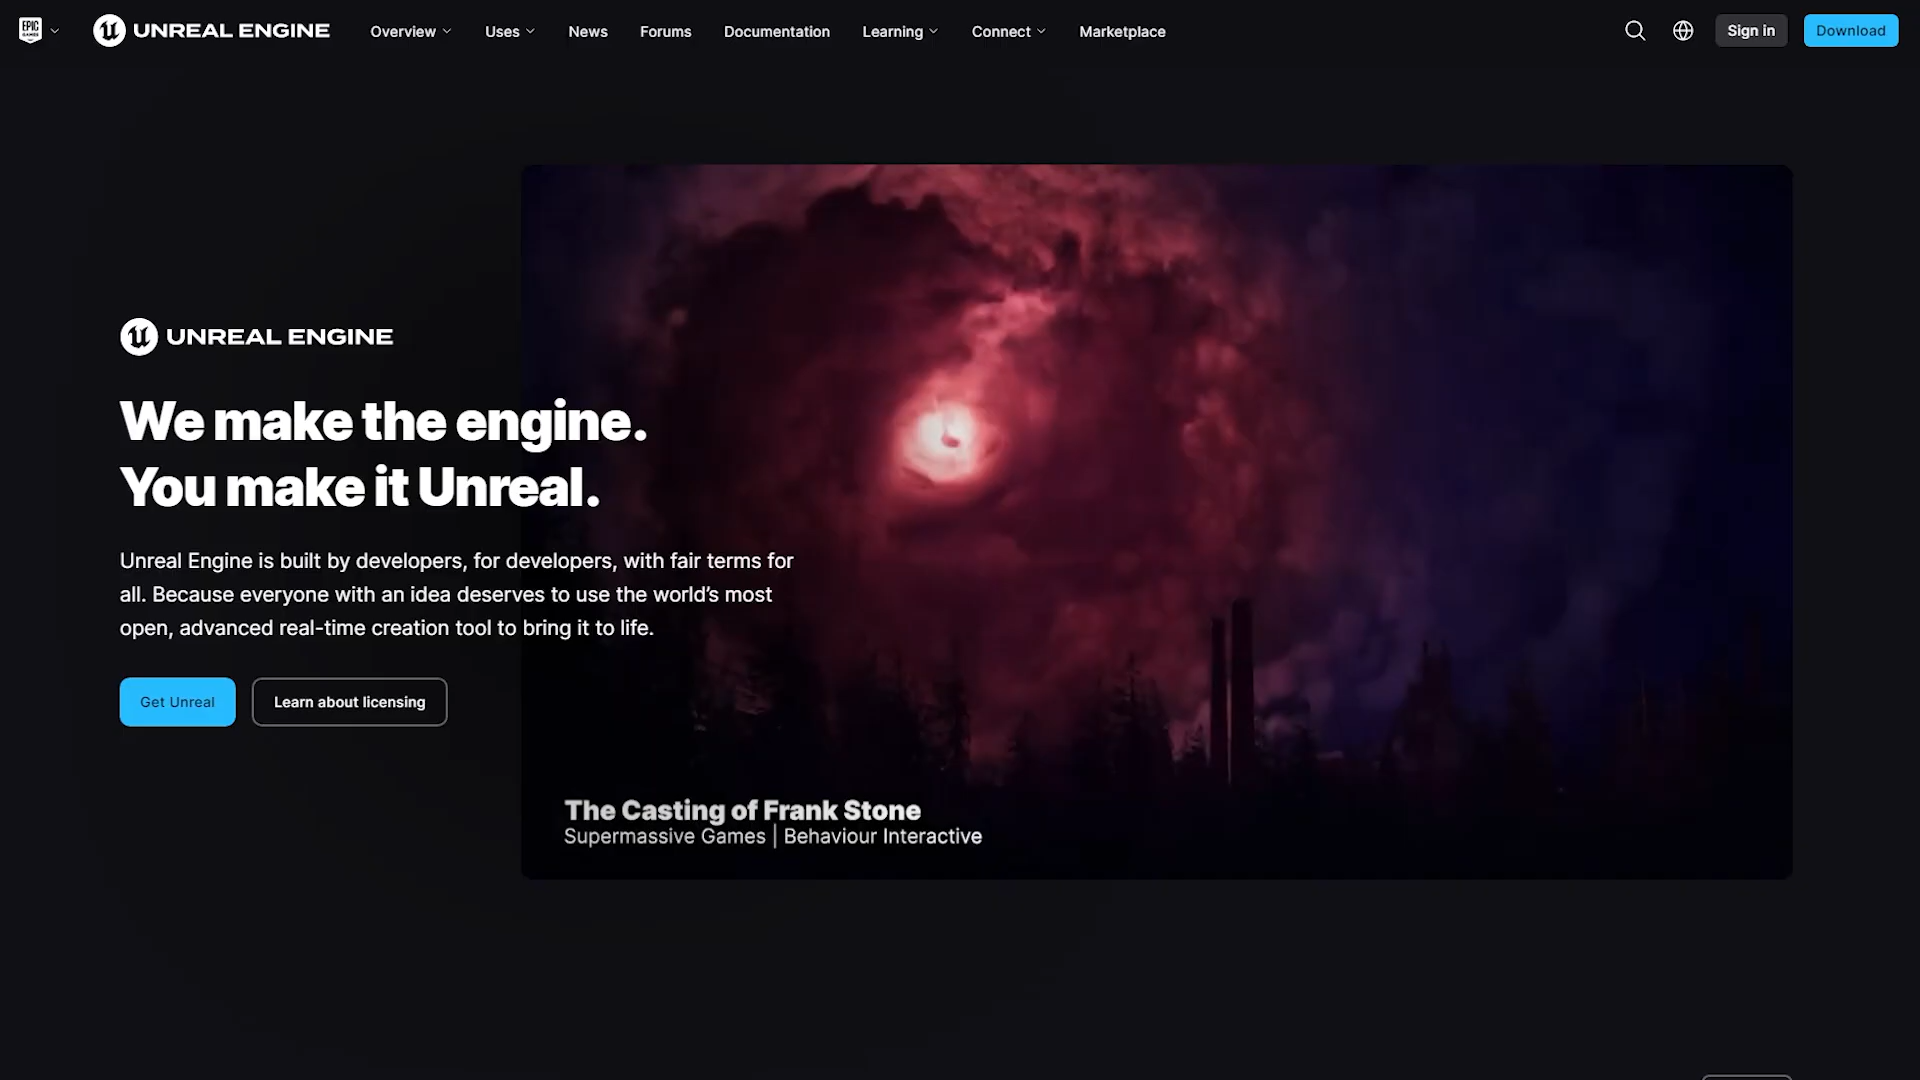 EPIC GAMES
UNREAL ENGINE
Overview
Uses
News
Forums
Documentation
Learning
Connect
Marketplace
Sign in
Download
UNREAL ENGINE
We make the engine.
You make it Unreal.
Unreal Engine is built by developers, for developers, with fair terms for
all. Because everyone with an idea deserves to use the world’s most
open, advanced real-time creation tool to bring it to life.
Get Unreal
Learn about licensing
The Casting of Frank Stone
Supermassive Games | Behaviour Interactive